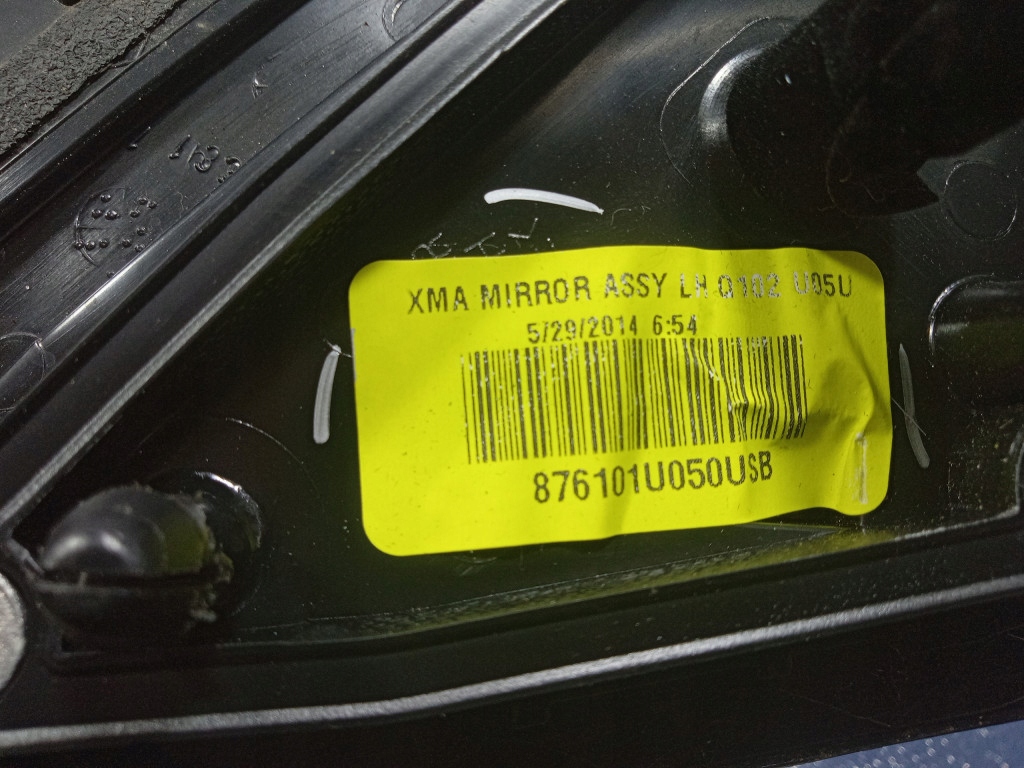 XMA MIRROR ASSY LH Q102 U05U
5/29/2014 6:54
876101U050USB